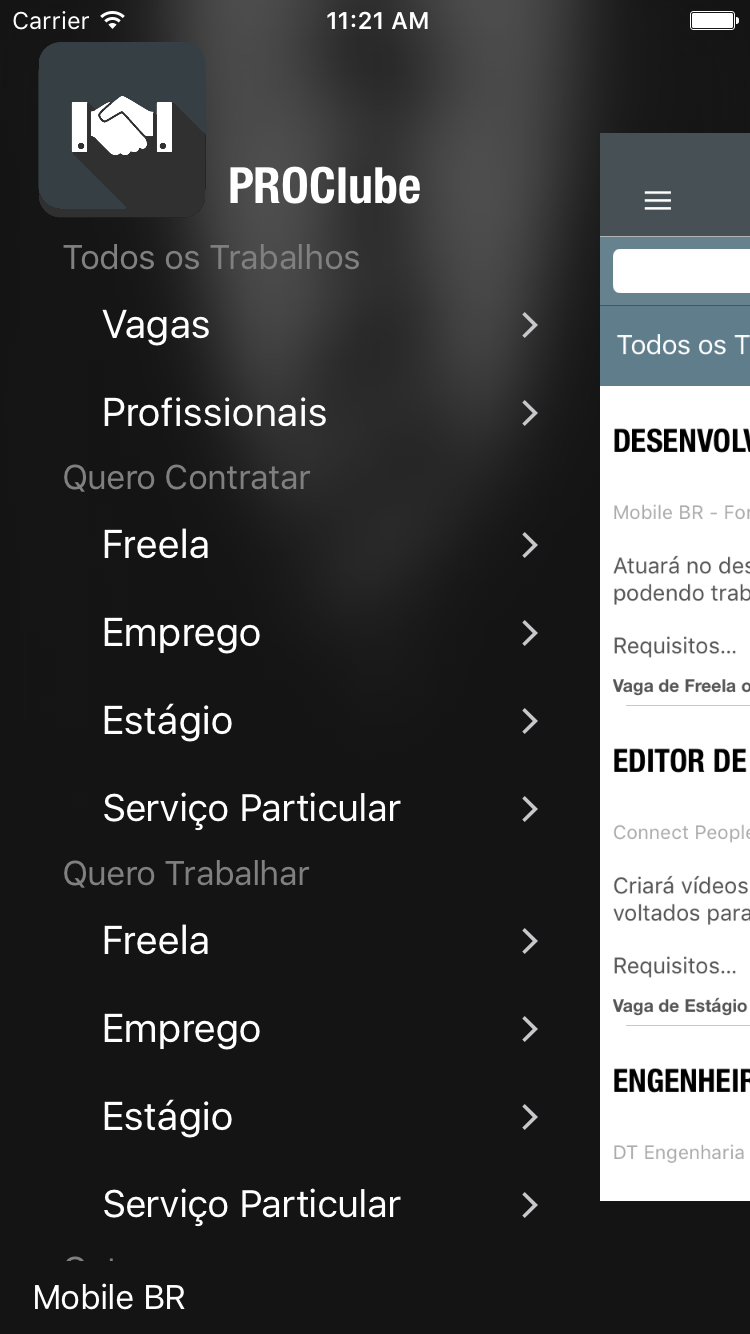 Carrier 11:21 AM
PROClube
Todos os Trabalhos
Vagas
Profissionais
Quero Contratar
Freela
Emprego
Estágio
Serviço Particular
Quero Trabalhar
Freela
Emprego
Estágio
Serviço Particular
Mobile BR
Todos os T
DESENVOLV
Mobile BR - For
Atuará no des
podendo trab
Requisitos...
Vaga de Freela o
EDITOR DE
Connect People
Criará vídeos
voltados para
Requisitos...
Vaga de Estágio
ENGENHEIR
DT Engenharia